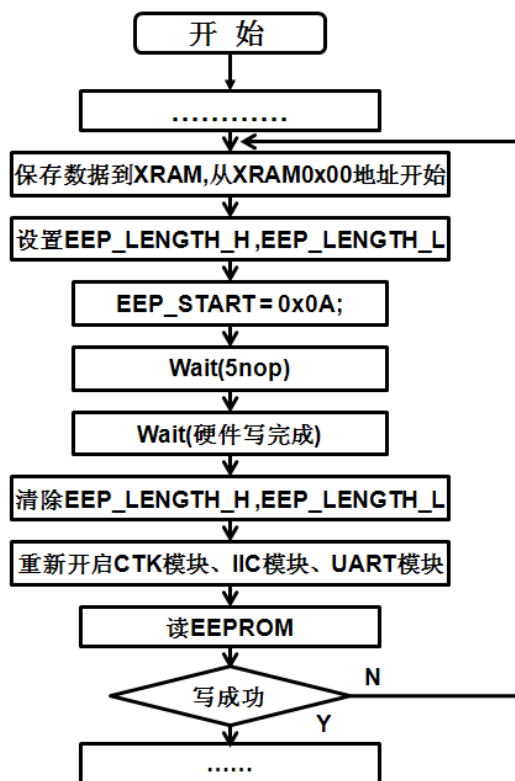 开 始
…………
保存数据到XRAM,从XRAM0x00地址开始
设置EEP_LENGTH_H ,EEP_LENGTH_L
EEP_START = 0x0A;
Wait(5nop)
Wait(硬件写完成)
清除EEP_LENGTH_H ,EEP_LENGTH_L
重新开启CTK模块、IIC模块、UART模块
读EEPROM
写成功
N
Y
……